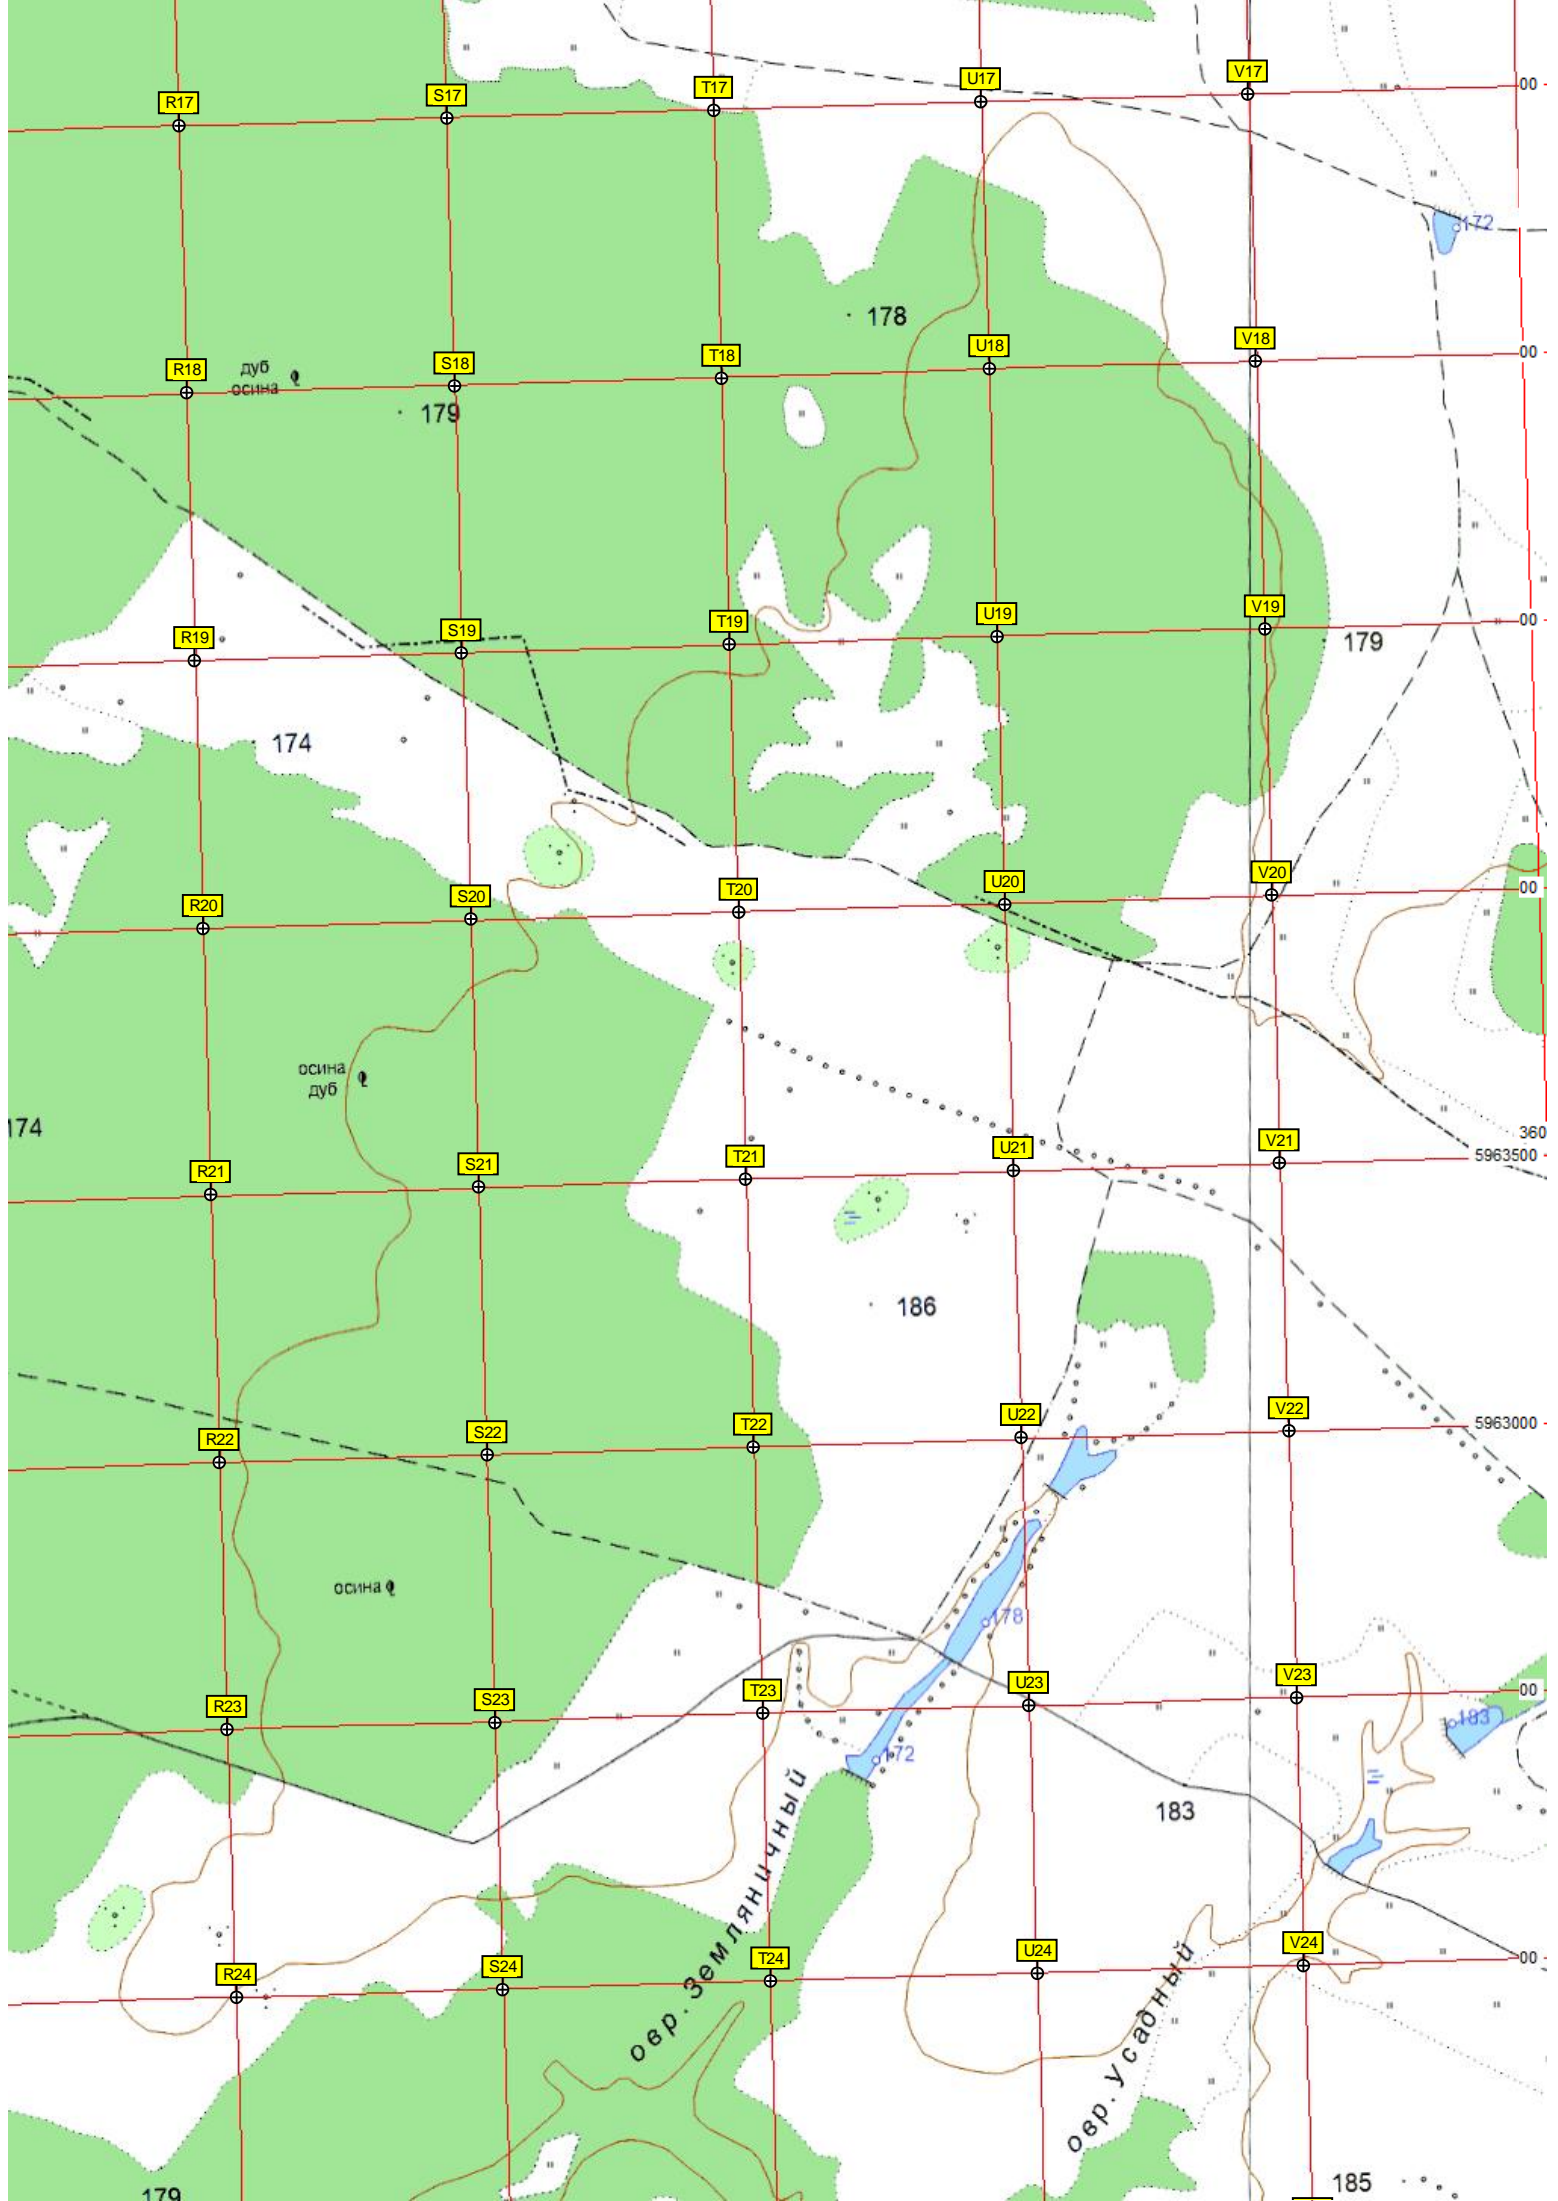 R17
S17
T17
U17
V17
00
172
178
R18
дуб
осина
S18
T18
U18
V18
00
179
R19
S19
T19
U19
V19
00
179
174
R20
S20
T20
U20
V20
00
осина
дуб
174
R21
S21
T21
U21
V21
360
5963500
186
R22
S22
T22
U22
V22
5963000
осина
178
R23
S23
T23
U23
V23
00
183
172
183
овр. Земляничный
R24
S24
T24
U24
V24
00
овр. Усадный
179
185